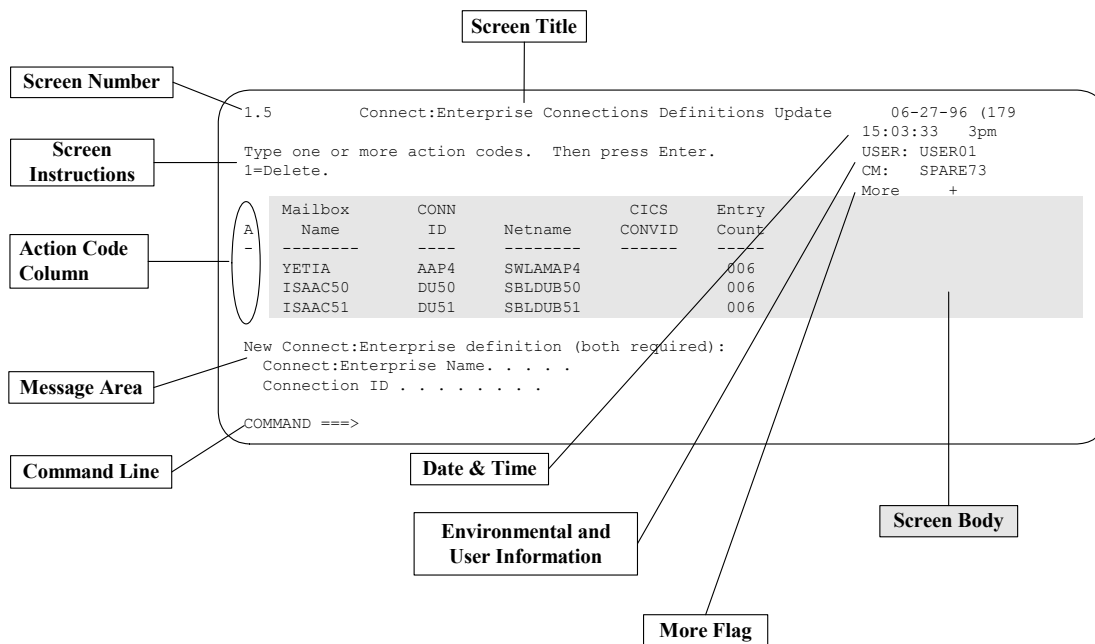 Screen Title
Screen Number
1.5 Connect:Enterprise Connections Definitions Update 06-27-96 (179
15:03:33 3pm
Screen Instructions
Type one or more action codes. Then press Enter. USER: USER01
1=Delete. CM: SPARE73
More +
Mailbox CONN CICS Entry
A Name ID Netname CONVID Count
- -------- ---- -------- ------ -----
Action Code Column
YETIA AAP4 SWLAMAP4 006
ISAAC50 DU50 SBLDUB50 006
ISAAC51 DU51 SBLDUB51 006
New Connect:Enterprise definition (both required):
Connect:Enterprise Name. . . . .
Message Area
Connection ID . . . . . . . .
COMMAND ===>
Command Line
Date & Time
Environmental and User Information
Screen Body
More Flag